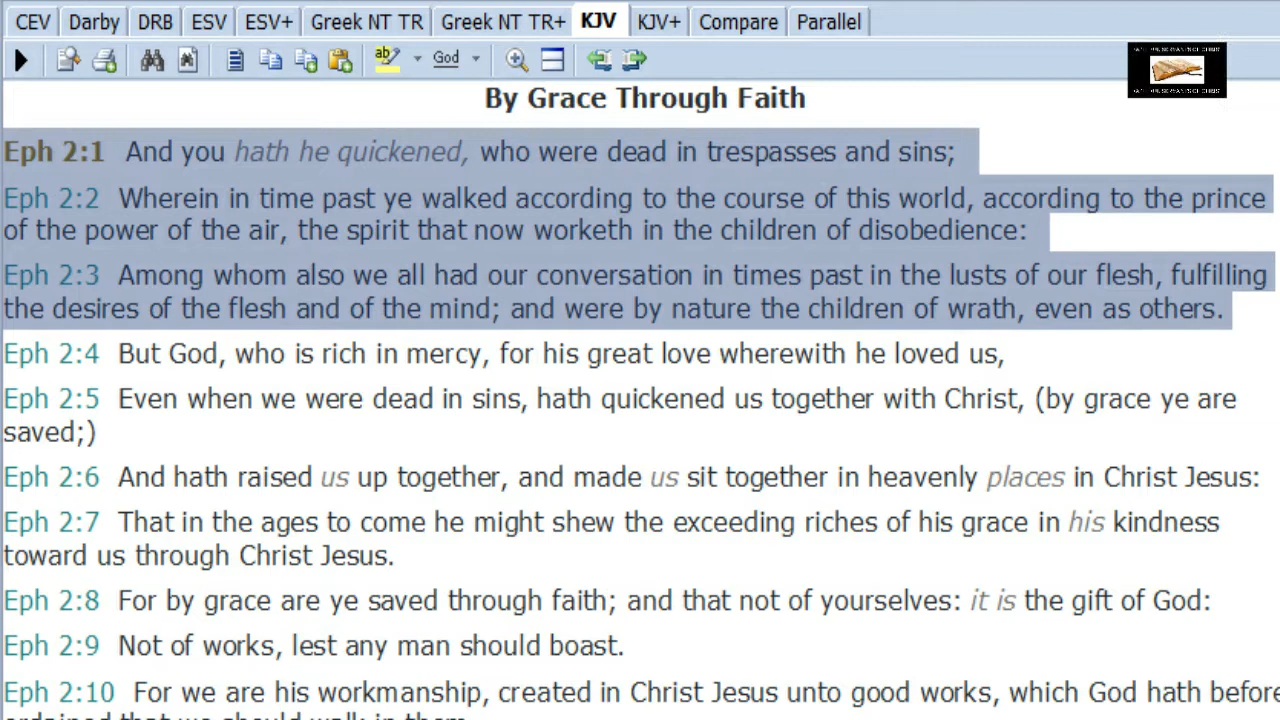 CEV Darby DRB ESV ESV+ Greek NT TR Greek NT TR+ KJV KJV+ Compare Parallel
ab God
By Grace Through Faith
Eph 2:1 And you hath he quickened, who were dead in trespasses and sins;
Eph 2:2 Wherein in time past ye walked according to the course of this world, according to the prince
of the power of the air, the spirit that now worketh in the children of disobedience:
Eph 2:3 Among whom also we all had our conversation in times past in the lusts of our flesh, fulfilling
the desires of the flesh and of the mind; and were by nature the children of wrath, even as others.
Eph 2:4 But God, who is rich in mercy, for his great love wherewith he loved us,
Eph 2:5 Even when we were dead in sins, hath quickened us together with Christ, (by grace ye are
saved;)
Eph 2:6 And hath raised us up together, and made us sit together in heavenly places in Christ Jesus:
Eph 2:7 That in the ages to come he might shew the exceeding riches of his grace in his kindness
toward us through Christ Jesus.
Eph 2:8 For by grace are ye saved through faith; and that not of yourselves: it is the gift of God:
Eph 2:9 Not of works, lest any man should boast.
Eph 2:10 For we are his workmanship, created in Christ Jesus unto good works, which God hath before
ordained that we should walk in them.